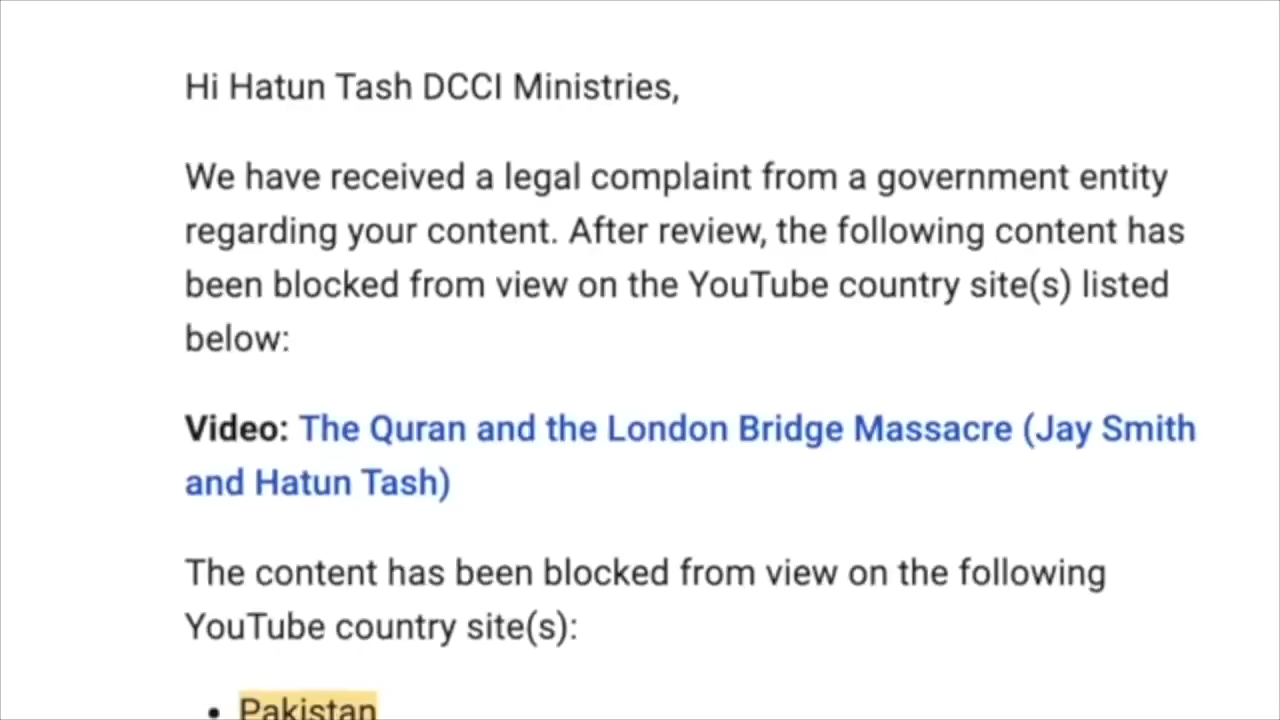 Hi Hatun Tash DCCI Ministries,
We have received a legal complaint from a government entity
regarding your content. After review, the following content has
been blocked from view on the YouTube country site(s) listed
below:
Video: The Quran and the London Bridge Massacre (Jay Smith
and Hatun Tash)
The content has been blocked from view on the following
YouTube country site(s):
• Pakistan